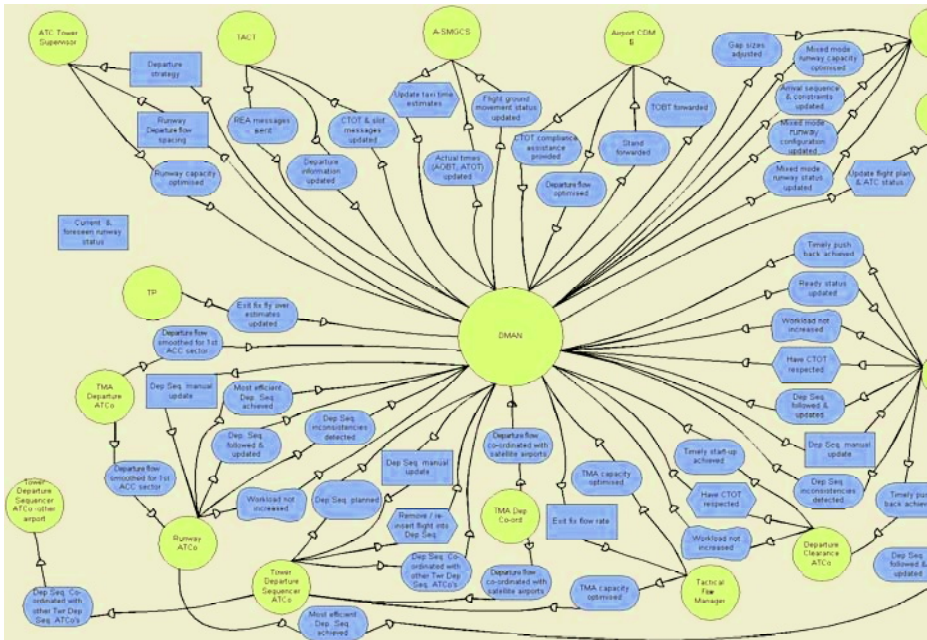 ATC Tower
Supervisor
TACT
A-SMGCS
Airport CDM
B
Departure
strategy
Runway
Departure flow
spacing
Runway capacity
optimised
REA messages
sent
Departure
information
updated
CTOT & slot
messages
updated
Update taxi time
estimates
Flight ground
movement status
updated
Actual times
(AOBT, ATOT)
updated
CTOT compliance
assistance
provided
Departure flow
optimised
TOBT forwarded
Stand
forwarded
Gap sizes
adjusted
Mixed mode
runway capacity
optimised
Arrival sequence
& constraints
updated
Mixed mode
runway
configuration
updated
Mixed mode
runway status
updated
Update flight plan
& ATC status
Current &
foreseen runway
status
TP
Exit fix fly over
estimates
updated
DMAN
Timely push
back achieved
Ready status
updated
Workload not
increased
Have CTOT
respected
Dep Seq.
followed &
updated
Dep Seq. manual
update
Dep Seq
inconsistencies
detected
Timely push
back achieved
Dep Seq
followed &
updated
Departure flow
smoothed for 1st
ACC sector
TMA
Departure
ATCo
Dep Seq. manual
update
Most efficient
Dep. Seq
achieved
Dep. Seq.
followed &
updated
Dep Seq
inconsistencies
detected
Departure flow
smoothed for 1st
ACC sector
Workload not
increased
Dep Seq. planned
Dep Seq. manual
update
Remove / re-
insert flight into
Dep Seq
Departure flow
co-ordinated with
satellite airports
TMA Dep
Co-ord
TMA capacity
optimised
Exit fix flow rate
Timely start-up
achieved
Have CTOT
respected
Workload not
increased
Departure
Clearance
ATCo
Tower
Departure
Sequencer
ATCo -other
airport
Runway
ATCo
Tower
Departure
Sequencer
ATCo
Dep Seq. Co-
ordinated with
other Twr Dep
Seq. ATCo's
Departure flow
co-ordinated with
satellite airports
TMA capacity
optimised
Tactical
Flow
Manager
Dep Seq. Co-
ordinated with
other Twr Dep
Seq. ATCo's
Most efficient
Dep. Seq
achieved